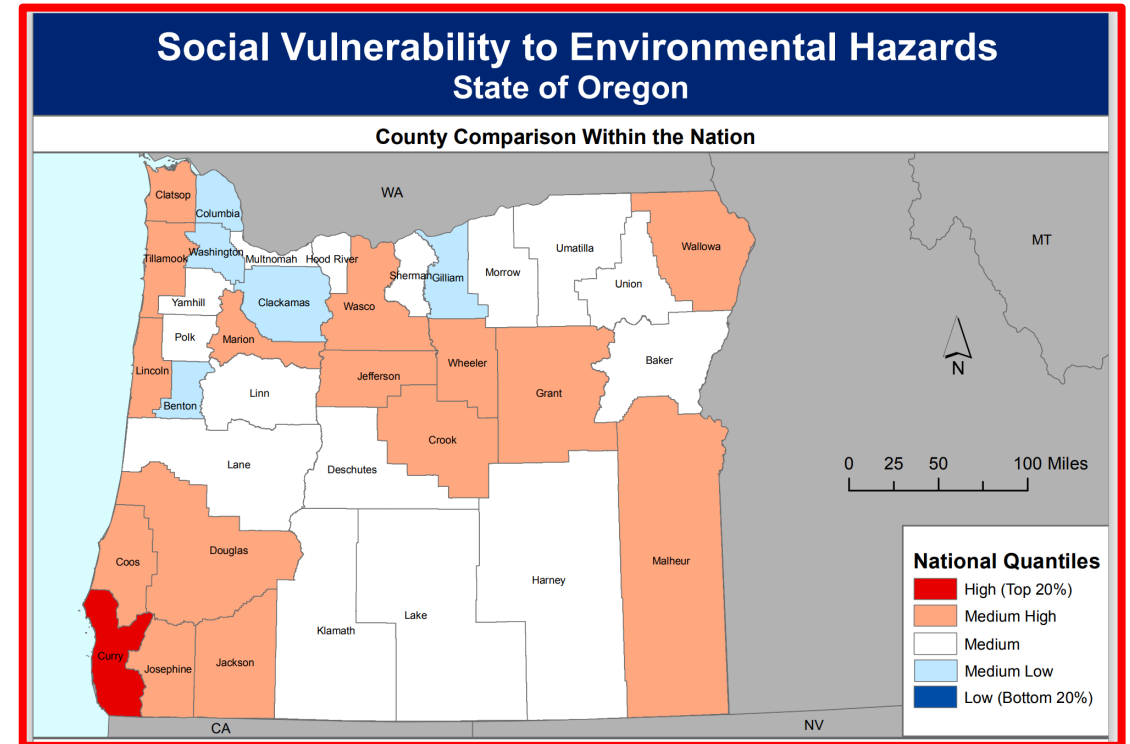 Social Vulnerability to Environmental Hazards
State of Oregon
County Comparison Within the Nation
WA
MT
Clatsop
Columbia
Tillamook
Washington
Multnomah
Hood River
Sherman
Gilliam
Morrow
Umatilla
Union
Wallowa
Yamhill
Clackamas
Wasco
Polk
Marion
Lincoln
Benton
Linn
Jefferson
Wheeler
Grant
Baker
Crook
Lane
Deschutes
Coos
Douglas
Malheur
Harney
Lake
Klamath
Curry
Josephine
Jackson
CA
NV
N
0 25 50 100 Miles
National Quantiles
High (Top 20%)
Medium High
Medium
Medium Low
Low (Bottom 20%)